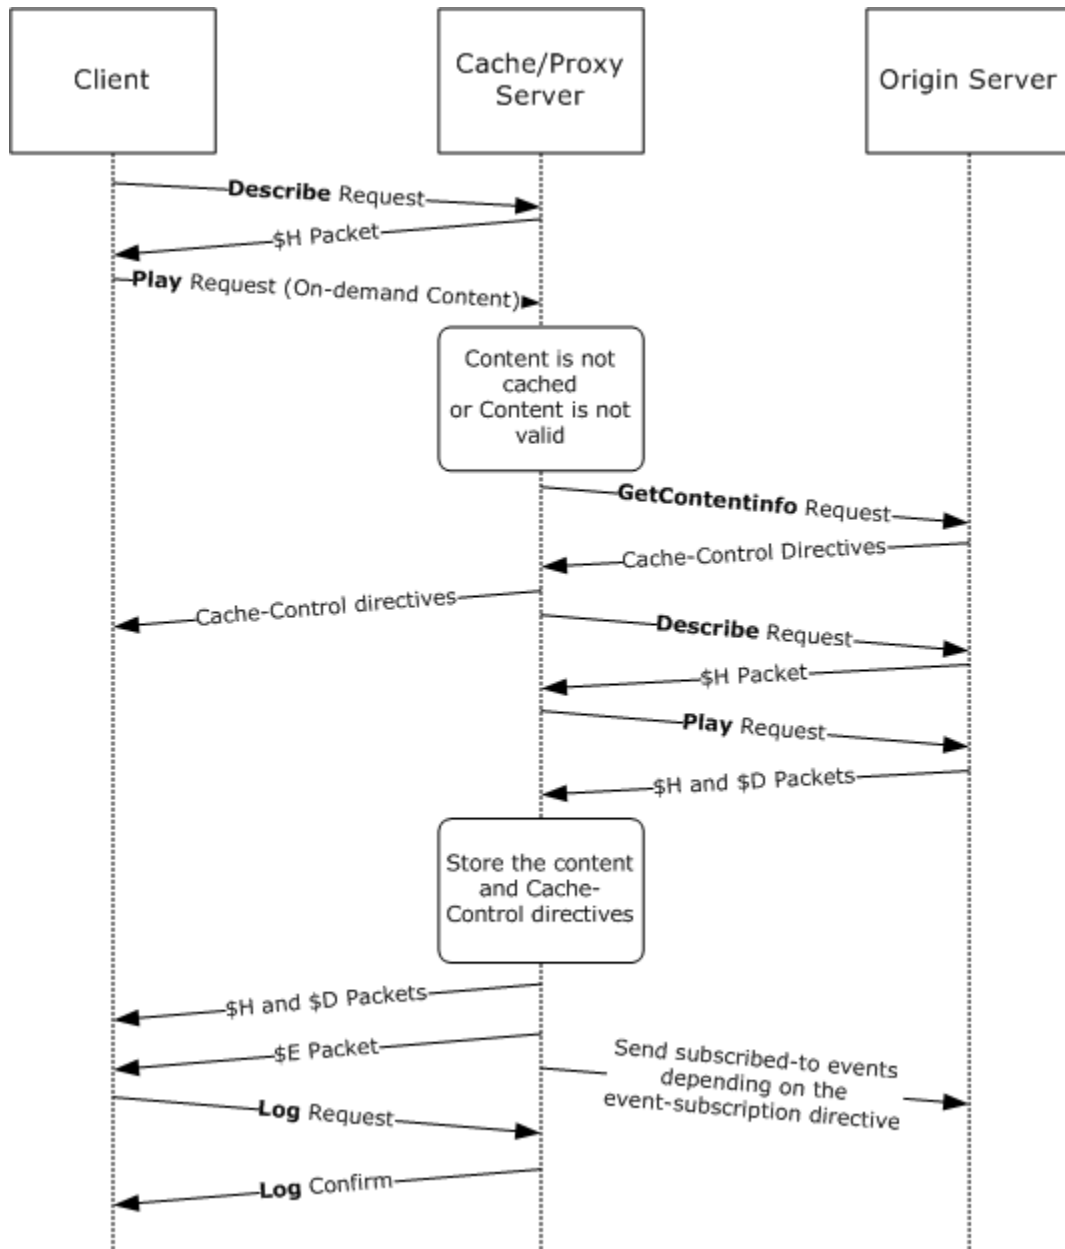 Client
Cache/Proxy
Server
Origin Server
Describe Request
$H Packet
Play Request (On-demand Content)
Content is not
cached
or Content is not
valid
GetContentinfo Request
Cache-Control Directives
Cache-Control directives
Describe Request
$H Packet
Play Request
$H and $D Packets
Store the content
and Cache-
Control directives
$H and $D Packets
$E Packet
Send subscribed-to events
depending on the
event-subscription directive
Log Request
Log Confirm